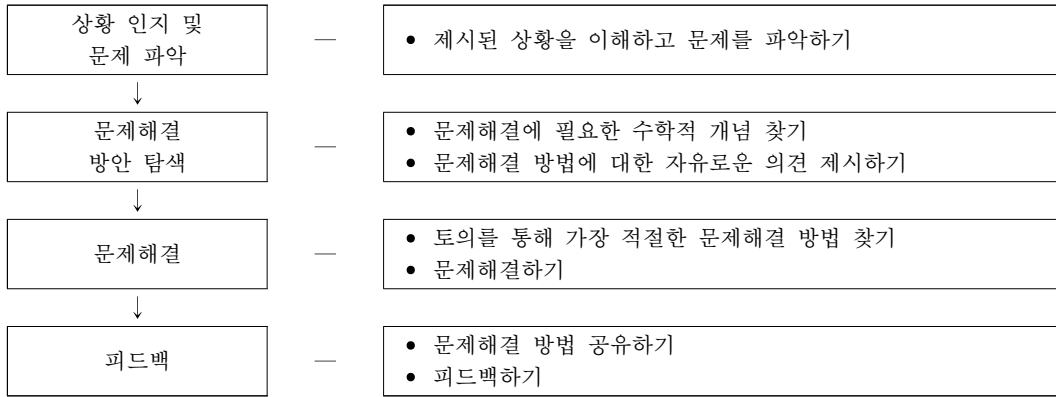 상황 인지 및
문제 파악
— • 제시된 상황을 이해하고 문제를 파악하기
↓
문제해결
방안 탐색
— • 문제해결에 필요한 수학적 개념 찾기
• 문제해결 방법에 대한 자유로운 의견 제시하기
↓
문제해결
— • 토의를 통해 가장 적절한 문제해결 방법 찾기
• 문제해결하기
↓
피드백
— • 문제해결 방법 공유하기
• 피드백하기